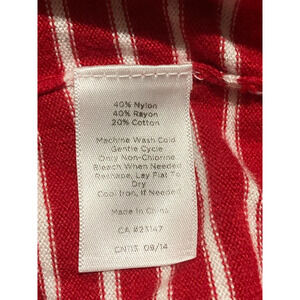 40% Nylon
40% Rayon
20% Cotton
Machine Wash Cold
Gentle Cycle
Only Non-Chlorine
Bleach When Needed
Reshape, Lay Flat To
Dry
Cool Iron, If Needed
Made In China
CA #23147
CN113 09/14